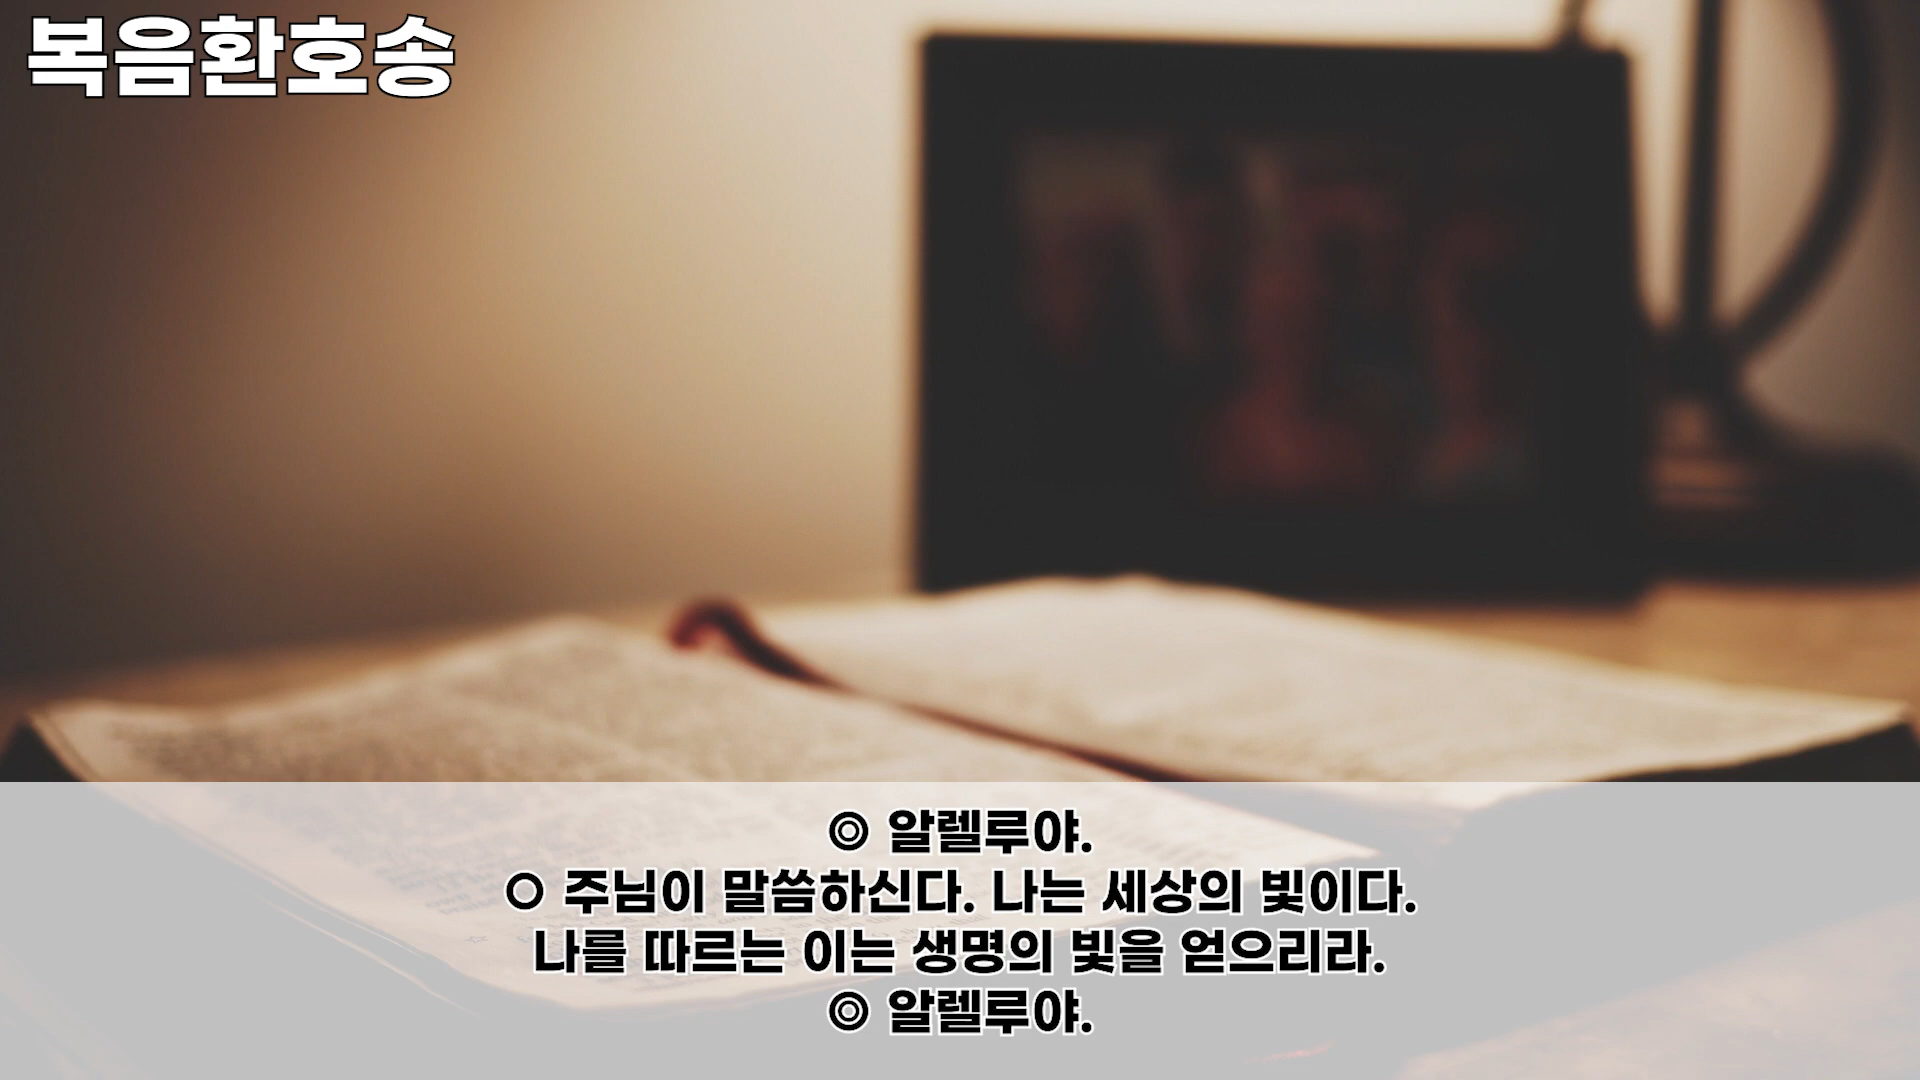 복음환호송
◎ 알렐루야.
○ 주님이 말씀하신다. 나는 세상의 빛이다.
나를 따르는 이는 생명의 빛을 얻으리라.
◎ 알렐루야.